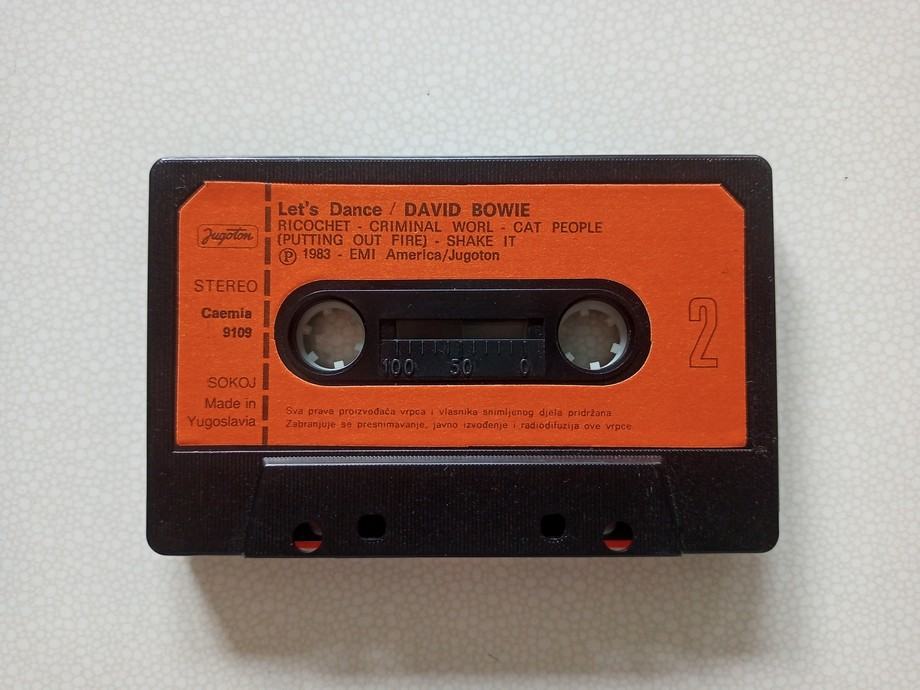 Let's Dance / DAVID BOWIE
RICOCHET - CRIMINAL WORL - CAT PEOPLE
(PUTTING OUT FIRE) - SHAKE IT
Ⓟ 1983 - EMI America/Jugoton
Jugoton
STEREO
Caemia
9109
SOKOJ
Made in
Yugoslavia
100 50 0
2
Sva prava proizvođača vrpca i vlasnika snimljenog djela pridržana
Zabranjuje se presnimavanje, javno izvođenje i radiodifuzija ove vrpce